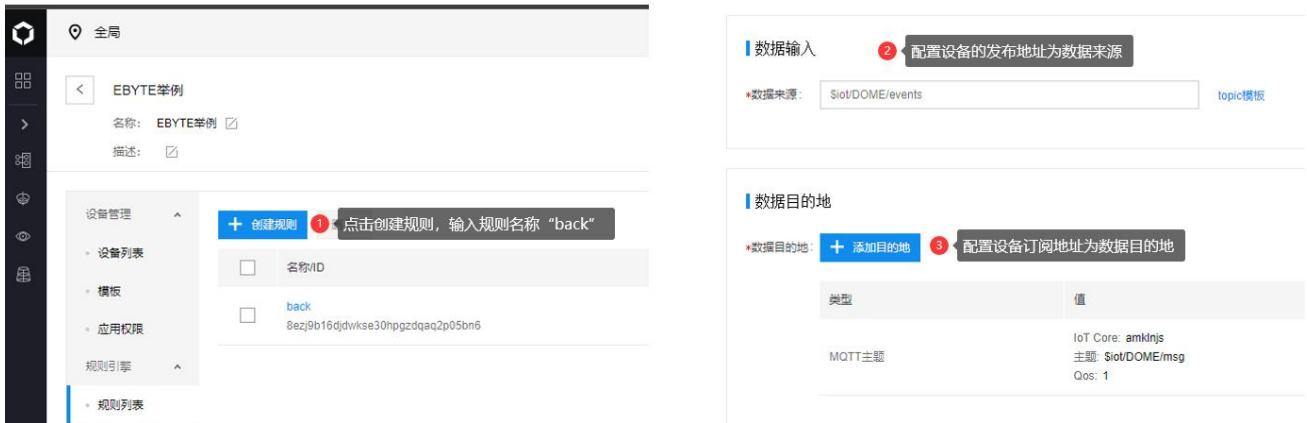 全局
EBYTE举例
名称： EBYTE举例
描述：
设备管理
设备列表
模板
应用权限
规则引擎
规则列表
+ 创建规则
1 点击创建规则，输入规则名称“back”
名称/ID
back
8ezj9b16djdwkse30hpgzdqaq2p05bn6
数据输入
2 配置设备的发布地址为数据来源
*数据来源： $iot/DOME/events topic模板
数据目的地
*数据目的地： + 添加目的地
3 配置设备订阅地址为数据目的地
类型 值
MQTT主题
IoT Core: amklnjs
主题: $iot/DOME/msg
Qos: 1